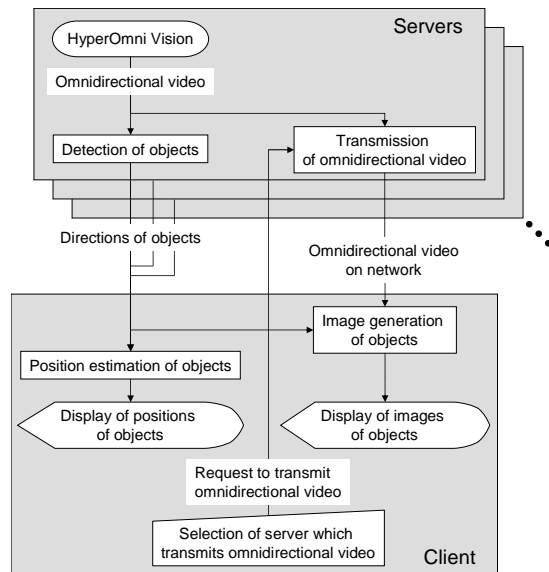 HyperOmni Vision
Servers
Omnidirectional video
Detection of objects
Transmission
of omnidirectional video
Directions of objects
Omnidirectional video
on network
Image generation
of objects
Position estimation of objects
Display of positions
of objects
Display of images
of objects
Request to transmit
omnidirectional video
Selection of server which
transmits omnidirectional video
Client